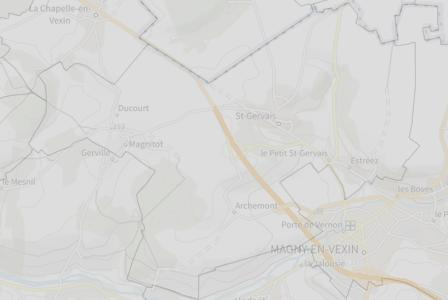 La Chapelle-en-
Vexin
Ducourt
Magnitot
Gerville
le Mesnil
St-Gervais
le Petit St-Gervais
Estréez
les Boves
Archemont
Porte de Vernon
MAGNY-EN-VEXIN
la Jalousie